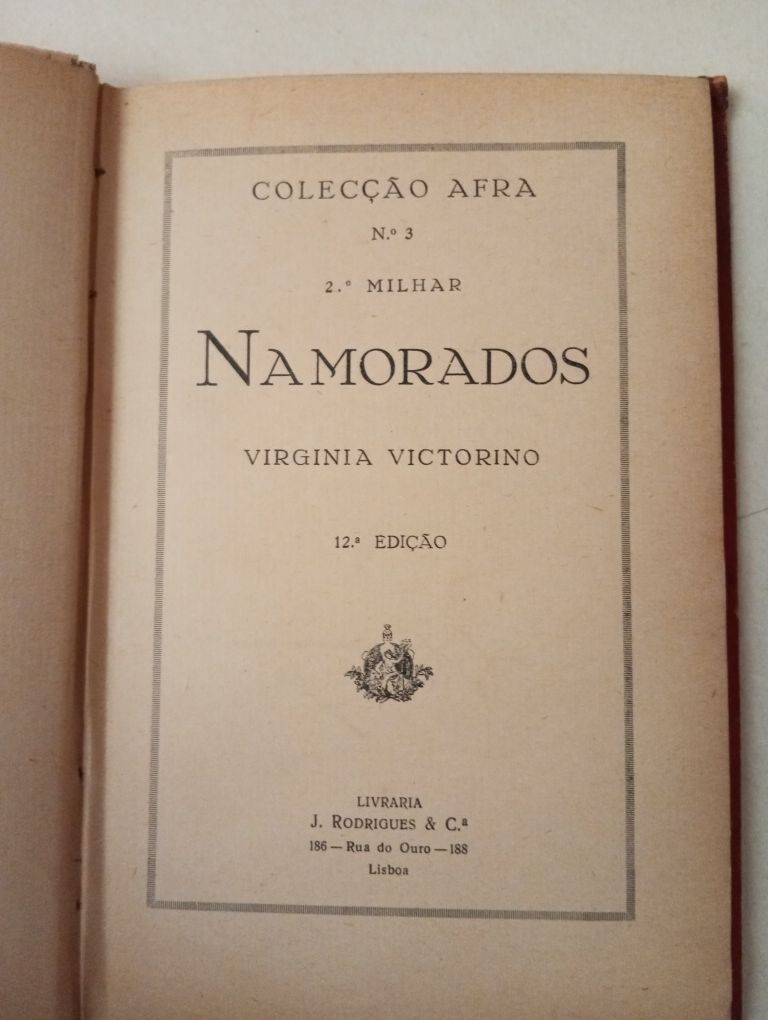 COLECÇÃO AFRA
N.º 3
2.º MILHAR
NAMORADOS
VIRGINIA VICTORINO
12.ª EDIÇÃO
LIVRARIA
J. RODRIGUES & C.ª
186 — Rua do Ouro — 188
Lisboa